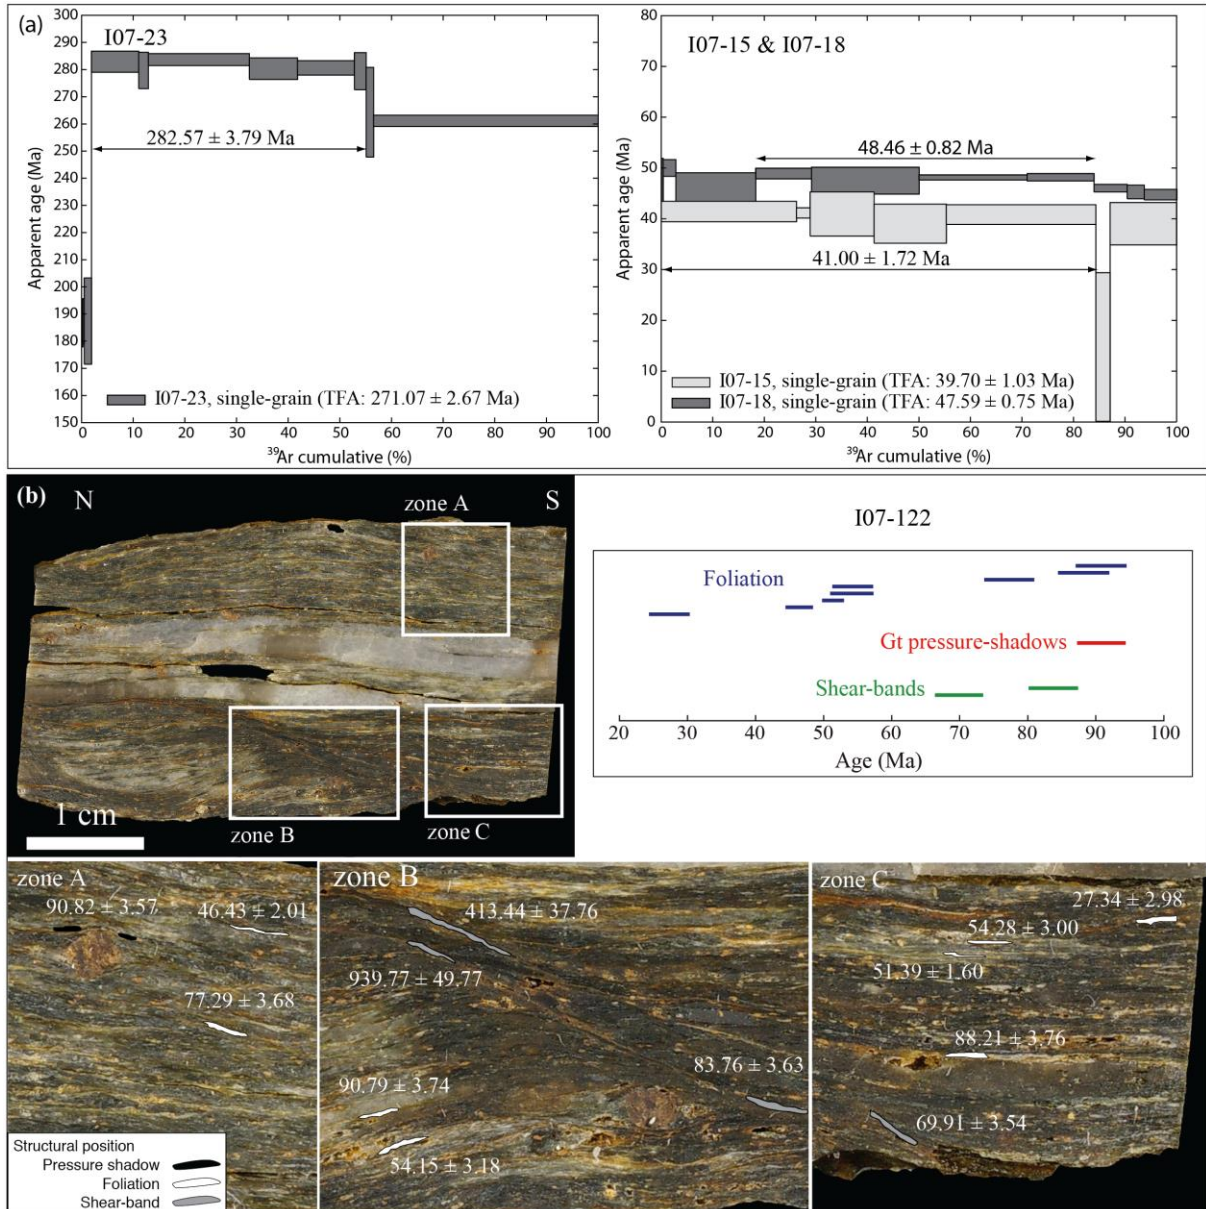 (a)
I07-23
300
290
280
270
260
250
240
230
220
210
200
190
180
170
160
150
Apparent age (Ma)
282.57 ± 3.79 Ma
I07-23, single-grain (TFA: 271.07 ± 2.67 Ma)
0 10 20 30 40 50 60 70 80 90 100
³⁹Ar cumulative (%)
I07-15 & I07-18
80
70
60
50
40
30
20
10
0
Apparent age (Ma)
48.46 ± 0.82 Ma
41.00 ± 1.72 Ma
I07-15, single-grain (TFA: 39.70 ± 1.03 Ma)
I07-18, single-grain (TFA: 47.59 ± 0.75 Ma)
0 10 20 30 40 50 60 70 80 90 100
³⁹Ar cumulative (%)
(b) N S
zone A
zone B
zone C
1 cm
I07-122
Foliation
Gt pressure-shadows
Shear-bands
20 30 40 50 60 70 80 90 100
Age (Ma)
zone A
90.82 ± 3.57
46.43 ± 2.01
77.29 ± 3.68
Structural position
Pressure shadow
Foliation
Shear-band
zone B
413.44 ± 37.76
939.77 ± 49.77
83.76 ± 3.63
90.79 ± 3.74
54.15 ± 3.18
zone C
27.34 ± 2.98
54.28 ± 3.00
51.39 ± 1.60
88.21 ± 3.76
69.91 ± 3.54